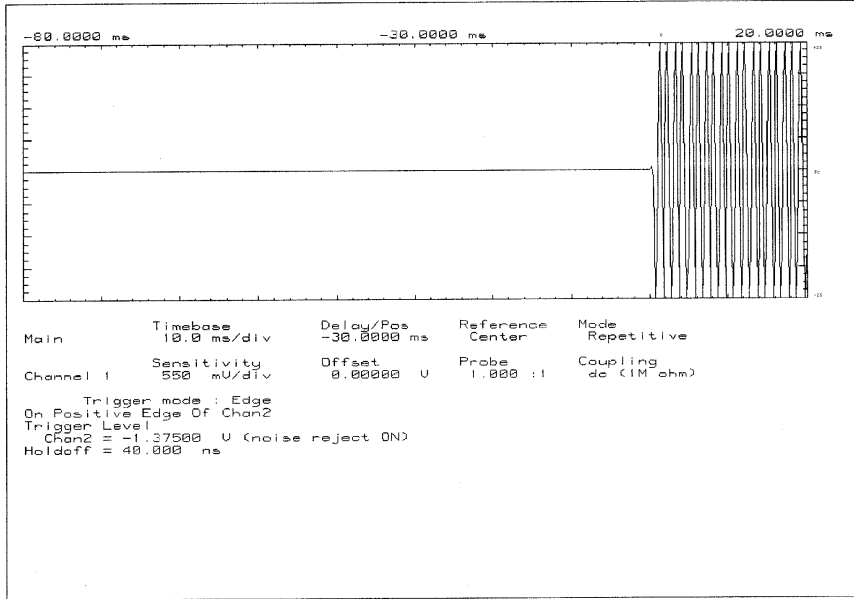 -80.0000 ms -30.0000 ms 20.0000 ms
Timebase Delay/Pos Reference Mode
Main 10.0 ms/div -30.0000 ms Center Repetitive
Sensitivity Offset Probe Coupling
Channel 1 550 mV/div 0.00000 V 1.000 :1 dc (1M ohm)
Trigger mode : Edge
On Positive Edge Of Chan2
Trigger Level
Chan2 = -1.37500 V (noise reject ON)
Holdoff = 40.000 ns